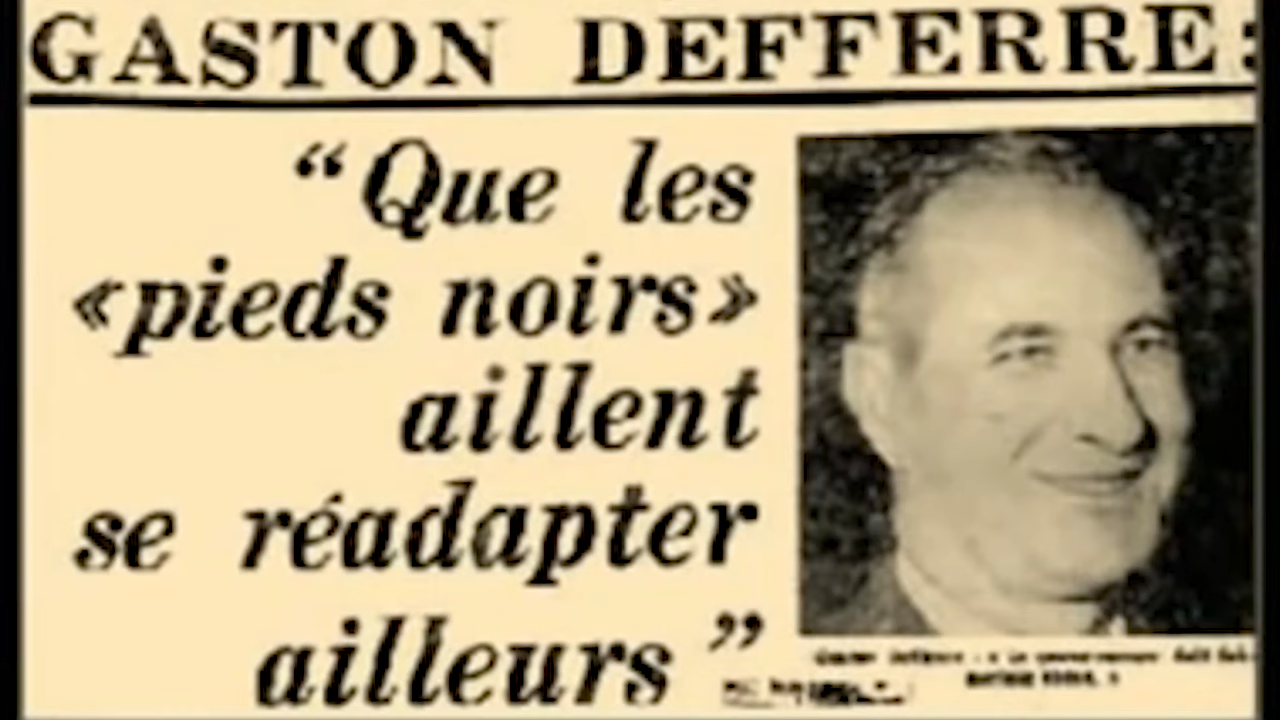 GASTON DEFFERRE :
“Que les
«pieds noirs»
aillent
se réadapter
ailleurs”